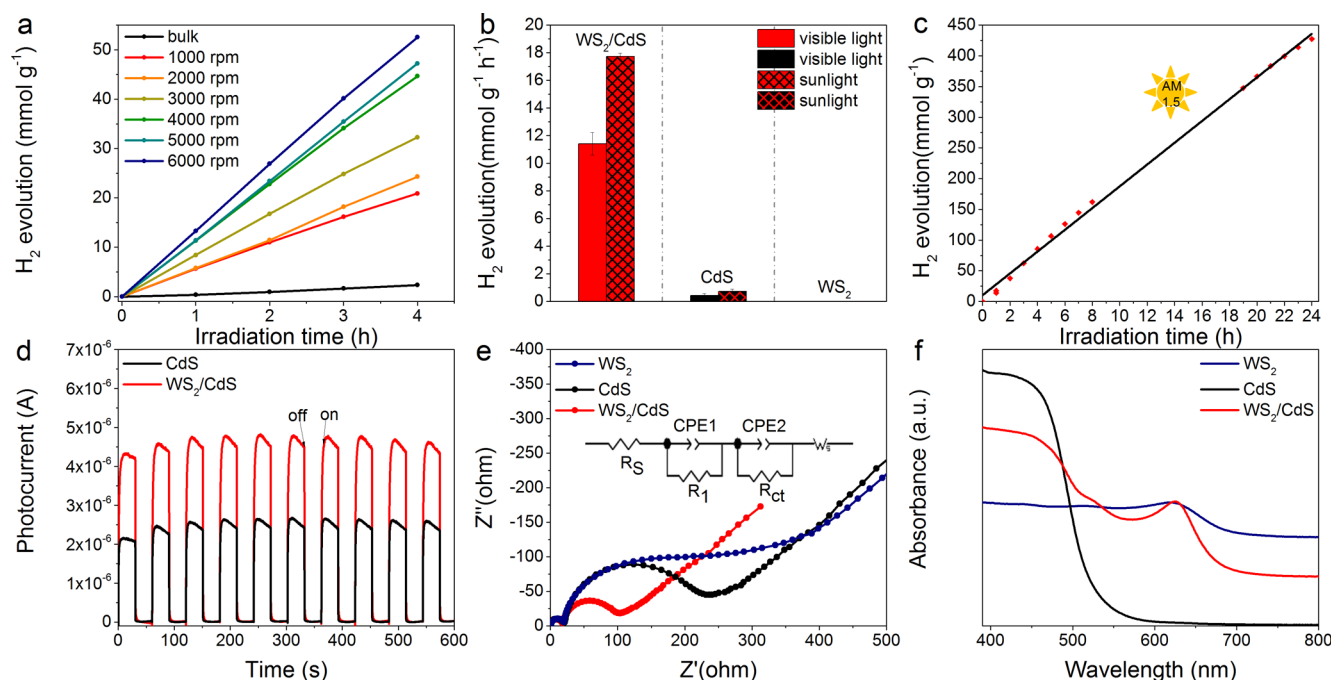 a
H2 evolution (mmol g-1)
50
40
30
20
10
0
bulk
1000 rpm
2000 rpm
3000 rpm
4000 rpm
5000 rpm
6000 rpm
0 1 2 3 4
Irradiation time (h)
b
H2 evolution(mmol g-1 h-1)
20
18
16
14
12
10
8
6
4
2
0
WS2/CdS
visible light
visible light
sunlight
sunlight
CdS
WS2
c
H2 evolution(mmol g-1)
450
400
350
300
250
200
150
100
50
0
AM
1.5
0 2 4 6 8 10 12 14 16 18 20 22 24
Irradiation time (h)
d
Photocurrent (A)
7x10-6
6x10-6
5x10-6
4x10-6
3x10-6
2x10-6
1x10-6
0
CdS
WS2/CdS
off on
0 100 200 300 400 500 600
Time (s)
e
Z''(ohm)
-400
-350
-300
-250
-200
-150
-100
-50
0
WS2
CdS
WS2/CdS
CPE1 CPE2
RS
R1 Rct
0 100 200 300 400 500
Z'(ohm)
f
Absorbance (a.u.)
WS2
CdS
WS2/CdS
400 500 600 700 800
Wavelength (nm)